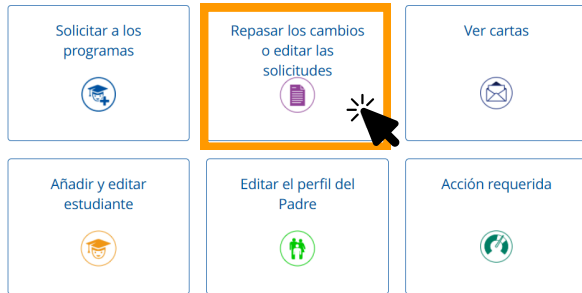 Solicitar a los
programas
Repasar los cambios
o editar las
solicitudes
Ver cartas
Añadir y editar
estudiante
Editar el perfil del
Padre
Acción requerida